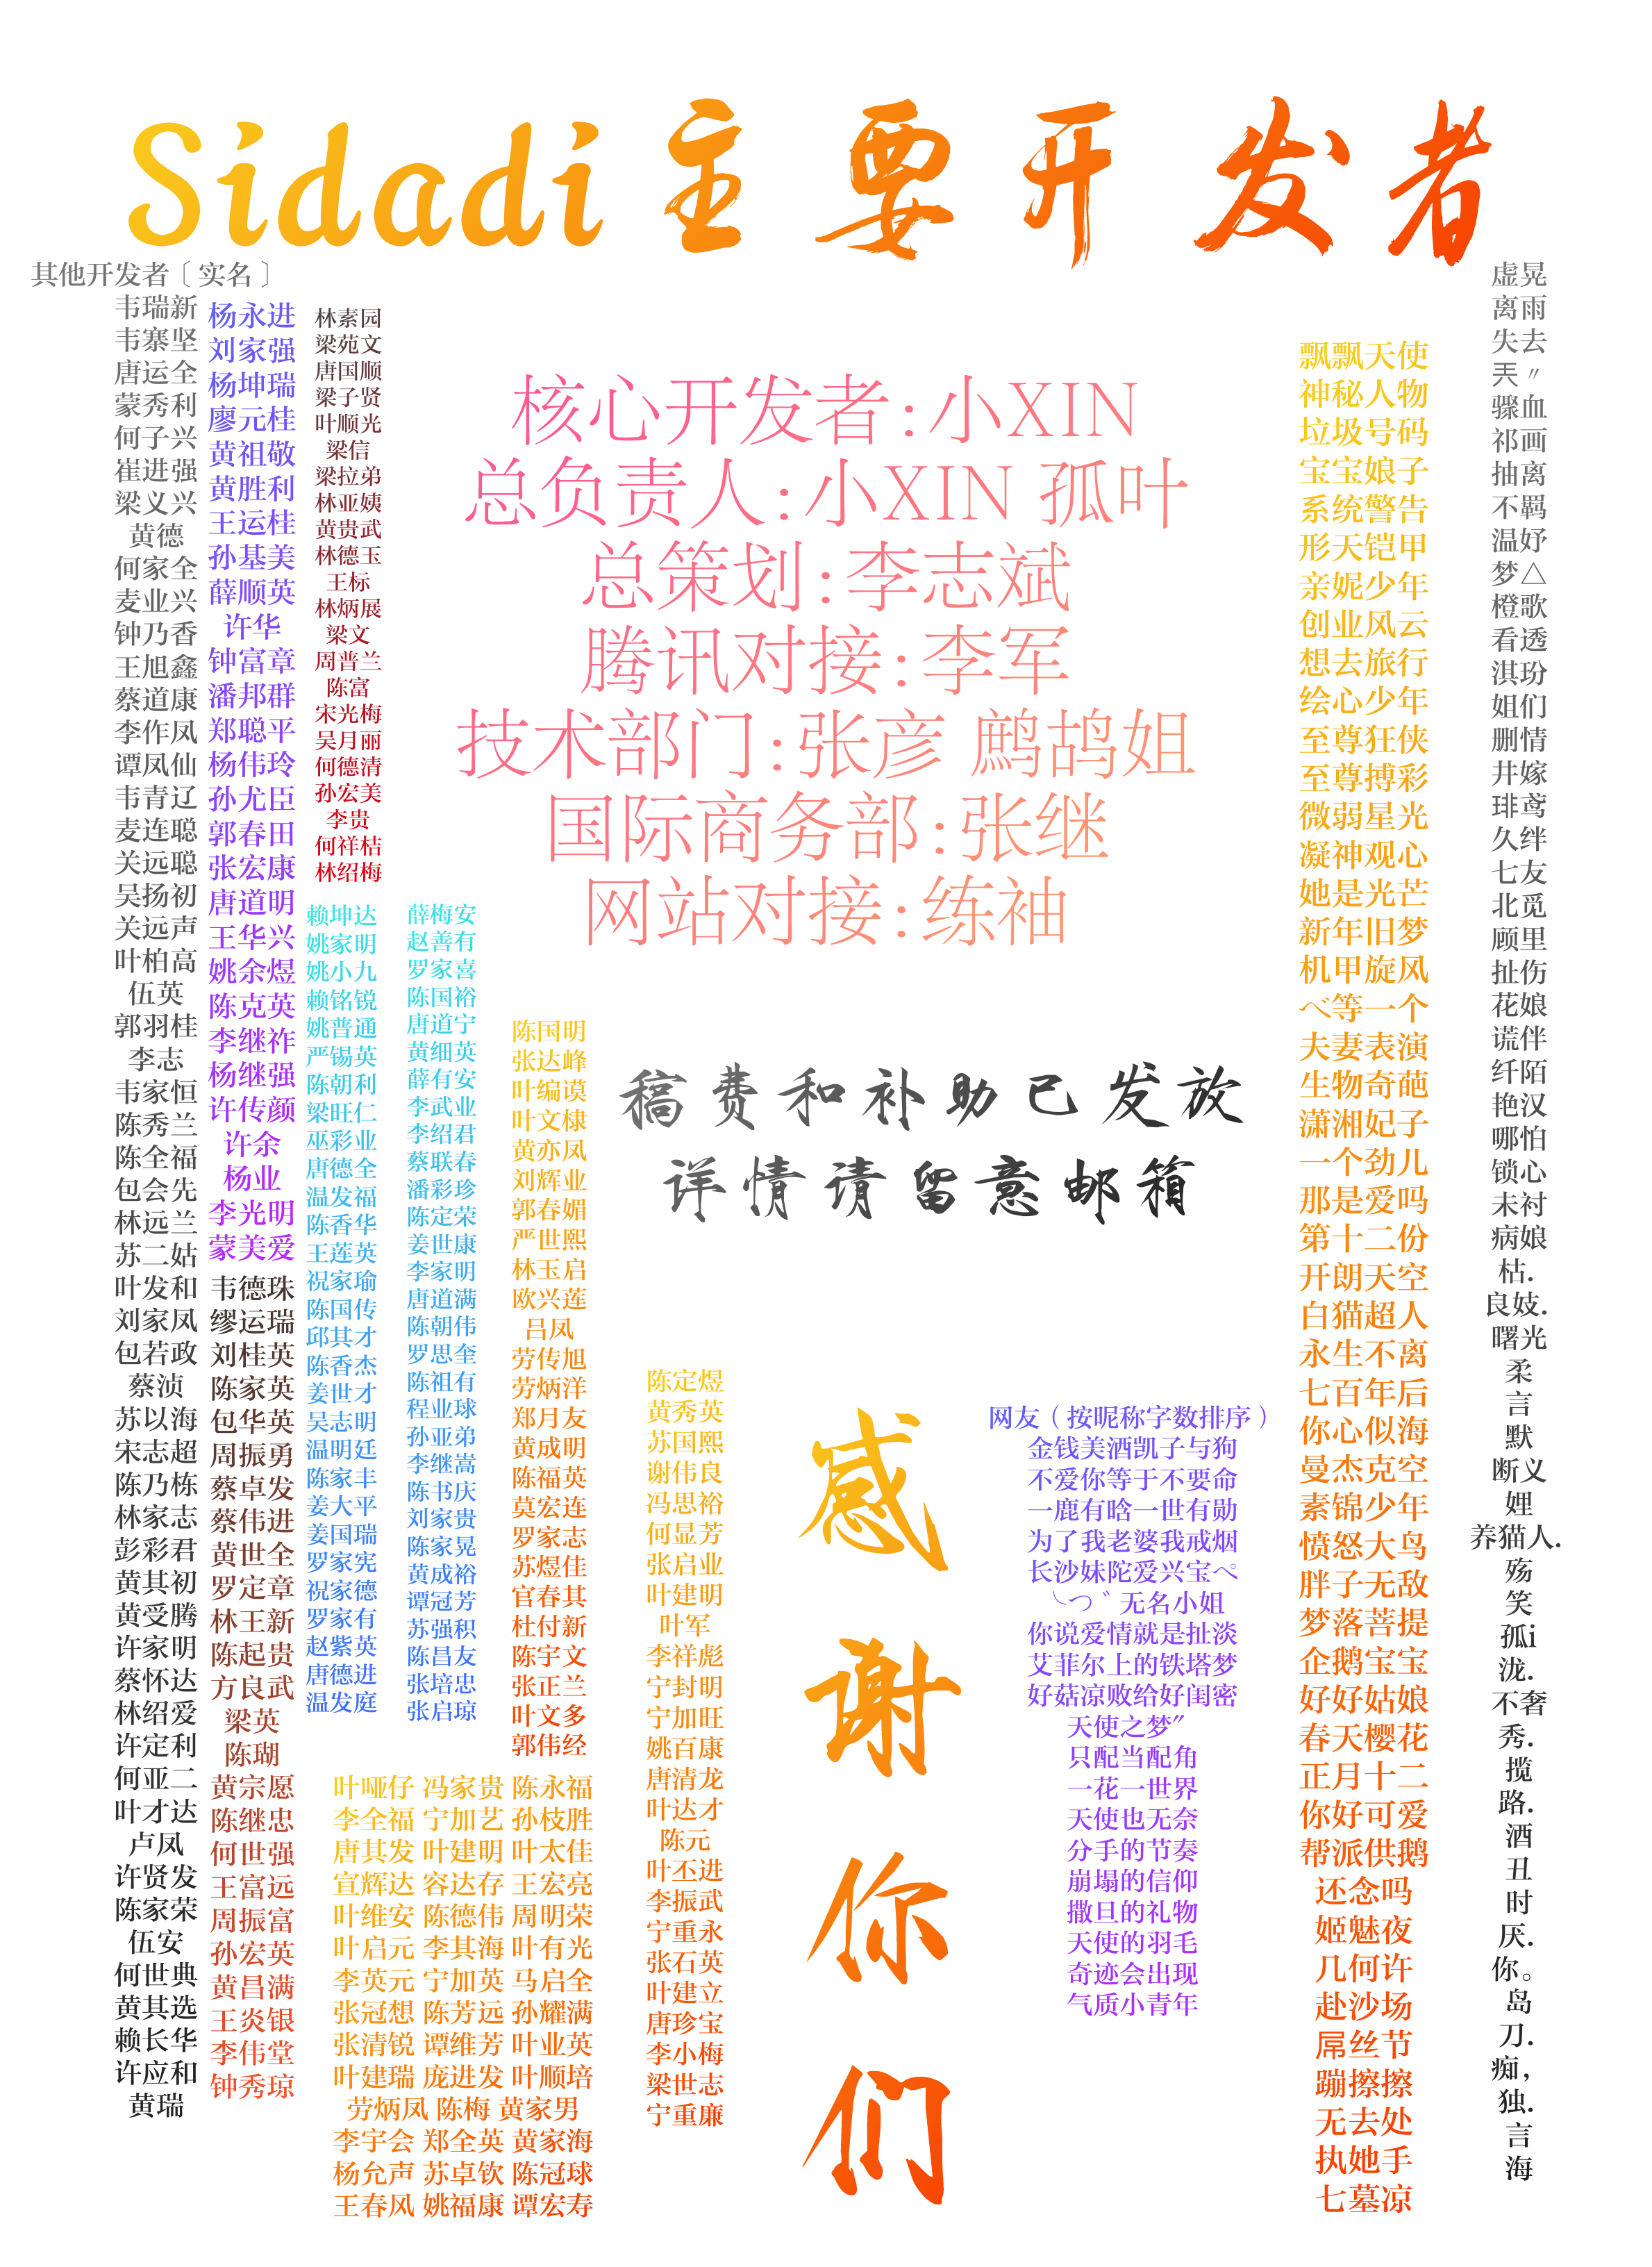 Sidadi主要开发者
其他开发者〔实名〕
韦瑞新
韦寨坚
唐运全
蒙秀利
何子兴
崔进强
梁义兴
黄德
何家全
麦业兴
钟乃香
王旭鑫
蔡道康
李作凤
谭凤仙
韦青辽
麦连聪
关远聪
吴扬初
关远声
叶柏高
伍英
郭羽桂
李志
韦家恒
陈秀兰
陈全福
包会先
林远兰
苏二姑
叶发和
刘家凤
包若政
蔡浈
苏以海
宋志超
陈乃栋
林家志
彭彩君
黄其初
黄受腾
许家明
蔡怀达
林绍爱
许定利
何亚二
叶才达
卢凤
许贤发
陈家荣
伍安
何世典
黄其选
赖长华
许应和
黄瑞
杨永进
刘家强
杨坤瑞
廖元桂
黄祖敬
黄胜利
王运桂
孙基美
薛顺英
许华
钟富章
潘邦群
郑聪平
杨伟玲
孙尤臣
郭春田
张宏康
唐道明
王华兴
姚余煜
陈克英
李继祚
杨继强
许传颜
许余
杨业
李光明
蒙美爱
韦德珠
缪运瑞
刘桂英
陈家英
包华英
周振勇
蔡卓发
蔡伟进
黄世全
罗定章
林王新
陈起贵
方良武
梁英
陈瑚
黄宗愿
陈继忠
何世强
王富远
周振富
孙宏英
黄昌满
王炎银
李伟堂
钟秀琼
林素园
梁苑文
唐国顺
梁子贤
叶顺光
梁信
梁拉弟
林亚姨
黄贵武
林德玉
王标
林炳展
梁文
周普兰
陈富
宋光梅
吴月丽
何德清
孙宏美
李贵
何祥桔
林绍梅
赖坤达
姚家明
姚小九
赖铭锐
姚普通
严锡英
陈朝利
梁旺仁
巫彩业
唐德全
温发福
陈香华
王莲英
祝家瑜
陈国传
邱其才
陈香杰
姜世才
吴志明
温明廷
陈家丰
姜大平
姜国瑞
罗家宪
祝家德
罗家有
赵紫英
唐德进
温发庭
薛梅安
赵善有
罗家喜
陈国裕
唐道宁
黄细英
薛有安
李武业
李绍君
蔡联春
潘彩珍
陈定荣
姜世康
李家明
唐道满
陈朝伟
罗思奎
陈祖有
程业球
孙亚弟
李继嵩
陈书庆
刘家贵
陈家晃
黄成裕
谭冠芳
苏强积
陈昌友
张培忠
张启琼
陈国明
张达峰
叶编谟
叶文棣
黄亦凤
刘辉业
郭春媚
严世熙
林玉启
欧兴莲
吕凤
劳传旭
劳炳洋
郑月友
黄成明
陈福英
莫宏连
罗家志
苏煜佳
官春其
杜付新
陈宇文
张正兰
叶文多
郭伟经
叶哑仔 冯家贵 陈永福
李全福 宁加艺 孙枝胜
唐其发 叶建明 叶太佳
宣辉达 容达存 王宏亮
叶维安 陈德伟 周明荣
叶启元 李其海 叶有光
李英元 宁加英 马启全
张冠想 陈芳远 孙耀满
张清锐 谭维芳 叶业英
叶建瑞 庞进发 叶顺培
劳炳凤 陈梅 黄家男
李宇会 郑全英 黄家海
杨允声 苏卓钦 陈冠球
王春风 姚福康 谭宏寿
陈定煜
黄秀英
苏国熙
谢伟良
冯思裕
何显芳
张启业
叶建明
叶军
李祥彪
宁封明
宁加旺
姚百康
唐清龙
叶达才
陈元
叶丕进
李振武
宁重永
张石英
叶建立
唐珍宝
李小梅
梁世志
宁重廉
核心开发者:小XIN
总负责人:小XIN 孤叶
总策划:李志斌
腾讯对接:李军
技术部门:张彦 鹧鸪姐
国际商务部:张继
网站对接:练袖
稿费和补助已发放
详情请留意邮箱
感
谢
你
们
网友（按昵称字数排序）
金钱美酒凯子与狗
不爱你等于不要命
一鹿有晗一世有勋
为了我老婆我戒烟
长沙妹陀爱兴宝ペ
╰つ゛无名小姐
你说爱情就是扯淡
艾菲尔上的铁塔梦
好菇凉败给好闺密
天使之梦″
只配当配角
一花一世界
天使也无奈
分手的节奏
崩塌的信仰
撒旦的礼物
天使的羽毛
奇迹会出现
气质小青年
飘飘天使
神秘人物
垃圾号码
宝宝娘子
系统警告
形天铠甲
亲妮少年
创业风云
想去旅行
绘心少年
至尊狂侠
至尊搏彩
微弱星光
凝神观心
她是光芒
新年旧梦
机甲旋风
べ等一个
夫妻表演
生物奇葩
潇湘妃子
一个劲儿
那是爱吗
第十二份
开朗天空
白猫超人
永生不离
七百年后
你心似海
曼杰克空
素锦少年
愤怒大鸟
胖子无敌
梦落菩提
企鹅宝宝
好好姑娘
春天樱花
正月十二
你好可爱
帮派供鹅
还念吗
姬魅夜
几何许
赴沙场
屌丝节
蹦擦擦
无去处
执她手
七墓凉
虚晃
离雨
失去
兲〃
骤血
祁画
抽离
不羁
温妤
梦△
橙歌
看透
淇玢
姐们
删情
井嫁
琲鸢
久绊
七友
北觅
顾里
扯伤
花娘
谎伴
纤陌
艳汉
哪怕
锁心
未衬
病娘
枯.
良妓.
曙光
柔
言
默
断义
娌
养猫人.
殇
笑
孤i
泷.
不奢
秀.
揽
路.
酒
丑
时
厌.
你。
岛
刀.
痴，
独.
言
海